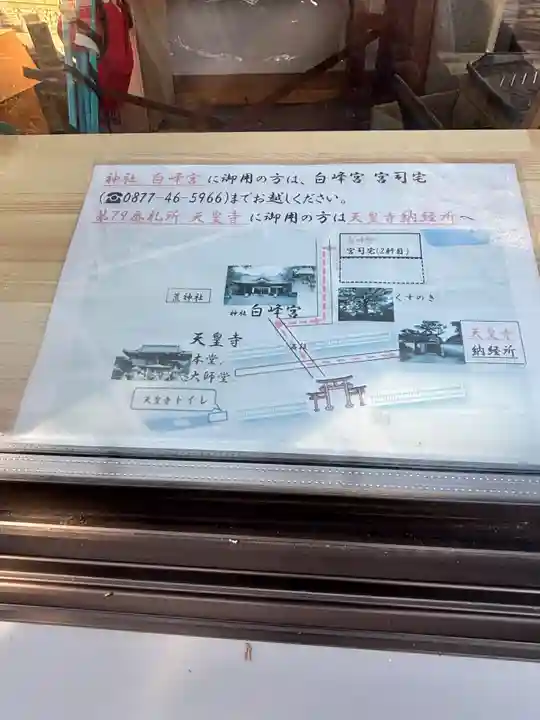 神社 白峰宮 に御用の方は、白峰宮 宮司宅
(☎0877-46-5966)までお越しください。
第79番札所 天皇寺 に御用の方は天皇寺納経所へ
宮司宅(2軒目)
荒神社
神社 白峰宮
くすのき
天皇寺
本堂
大師堂
天皇寺
納経所
天皇寺トイレ